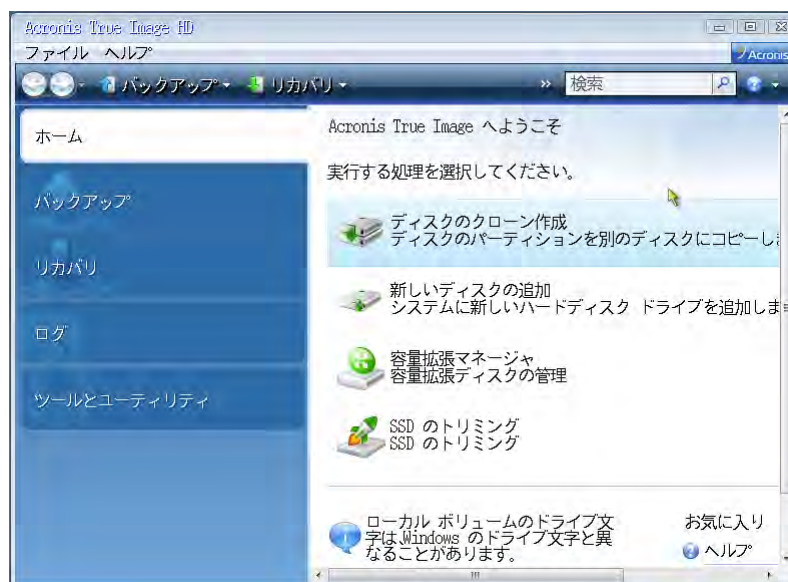 Acronis True Image HD
ファイル ヘルプ
Acronis
バックアップ リカバリ » 検索
ホーム
バックアップ
リカバリ
ログ
ツールとユーティリティ
Acronis True Image へようこそ
実行する処理を選択してください。
ディスクのクローン作成
ディスクのパーティションを別のディスクにコピーし
新しいディスクの追加
システムに新しいハードディスク ドライブを追加しま
容量拡張マネージャ
容量拡張ディスクの管理
SSD のトリミング
SSD のトリミング
ローカル ボリュームのドライブ文
字は、Windows のドライブ文字と異
なることがあります。
お気に入り
ヘルプ